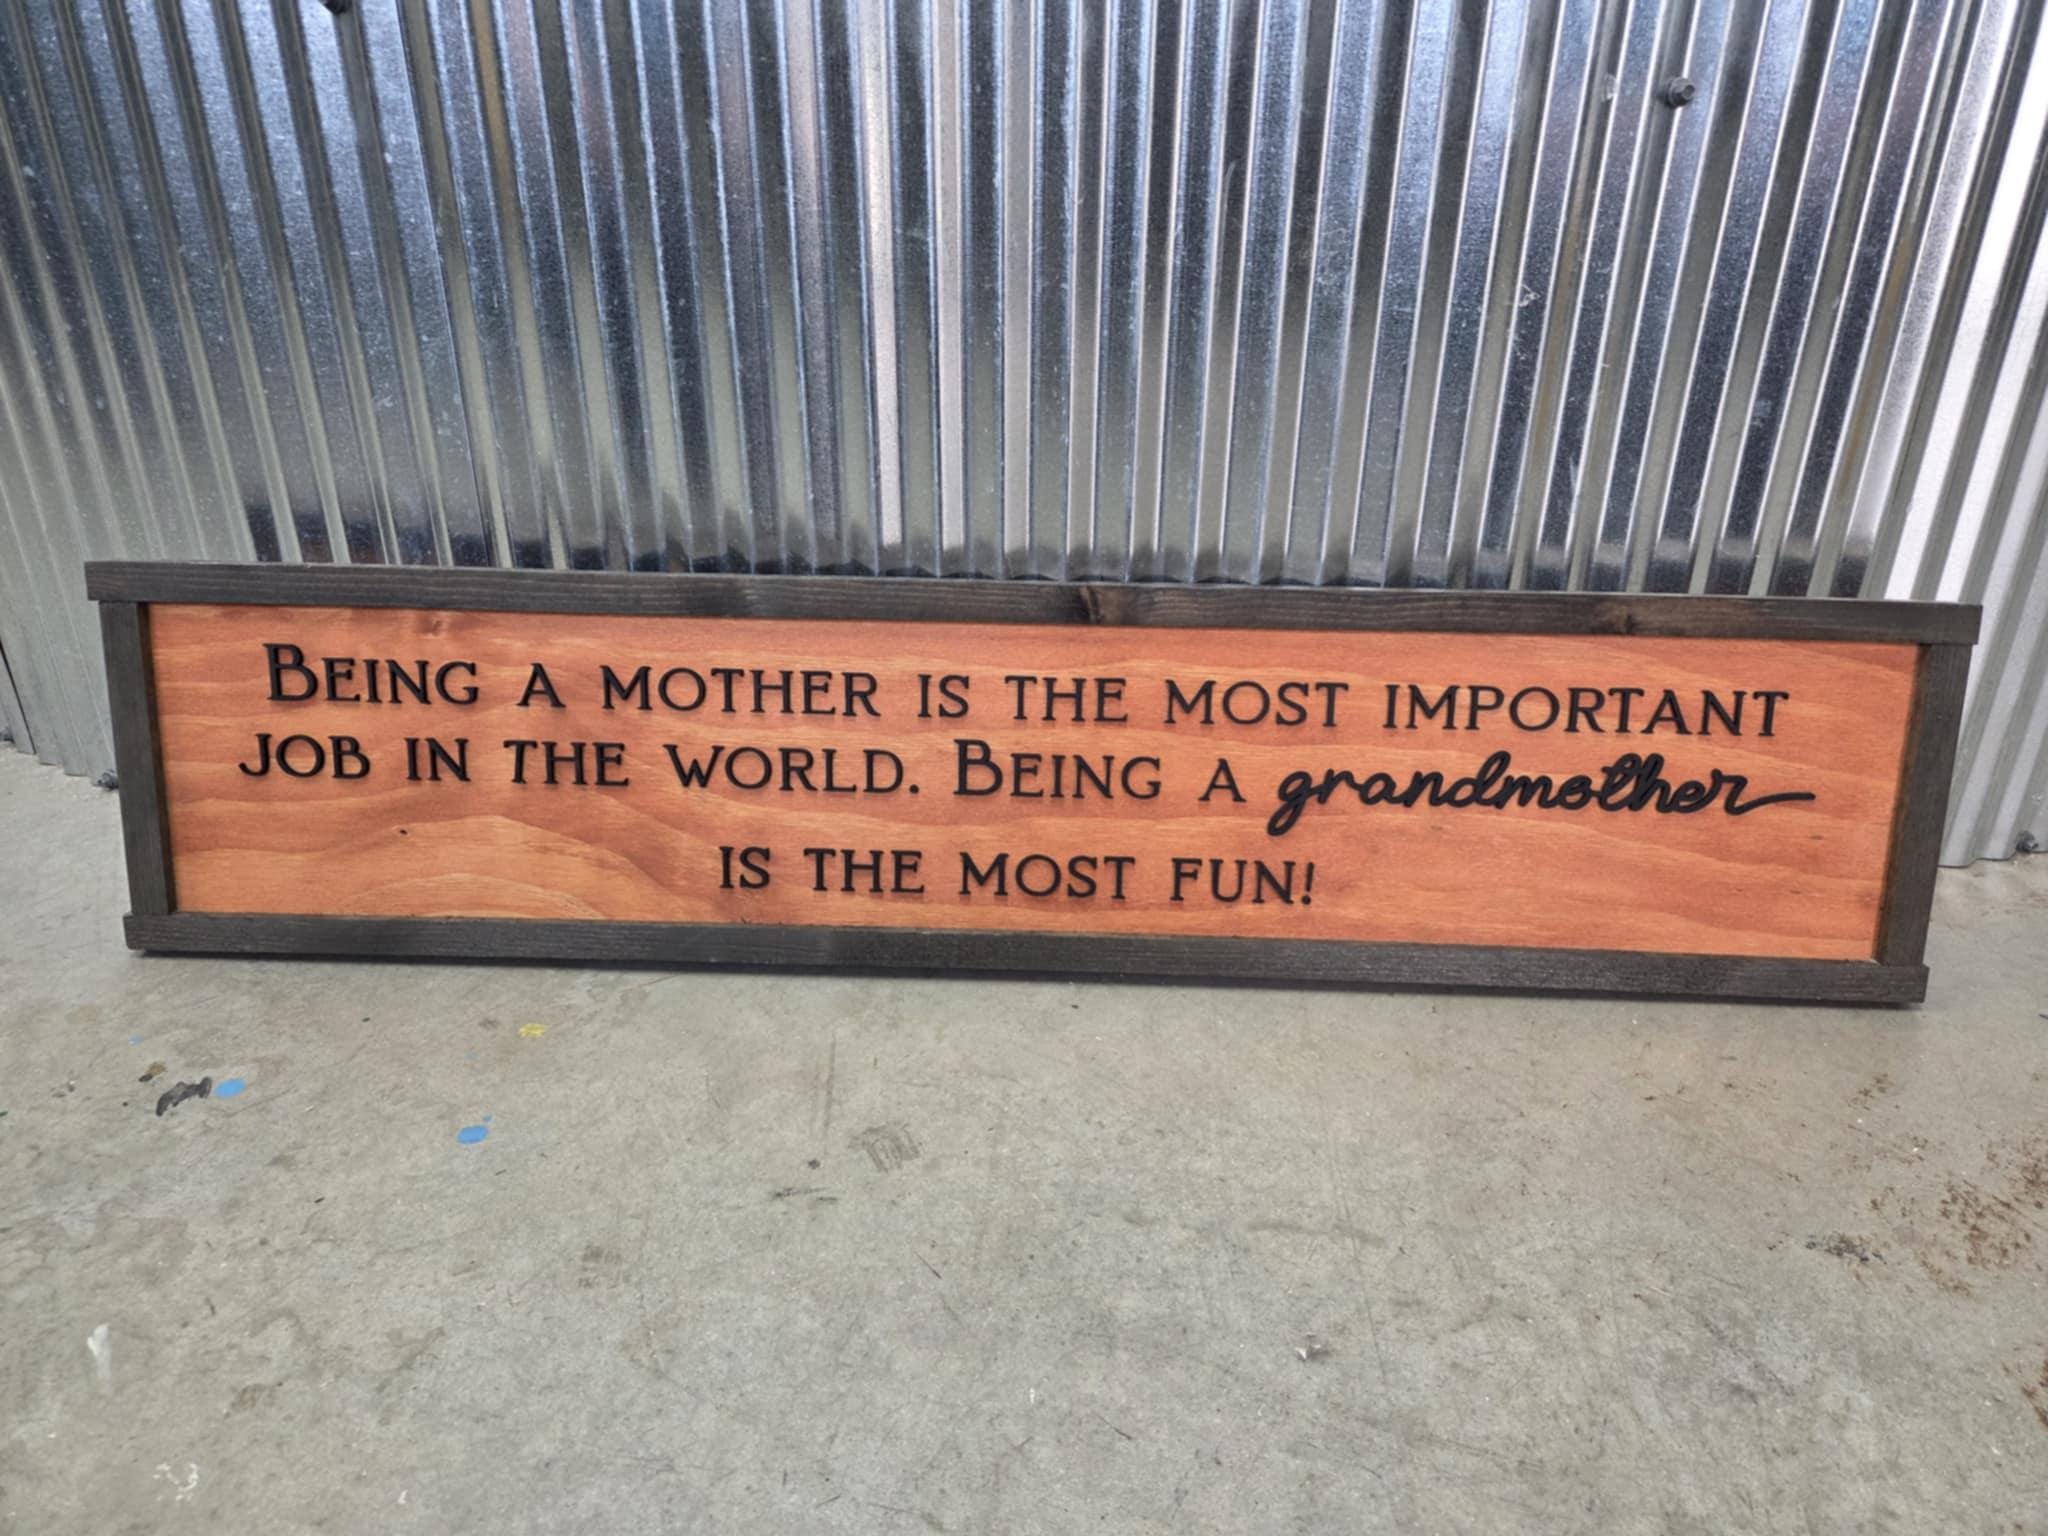 Being a mother is the most important
job in the world. Being a grandmother
is the most fun!